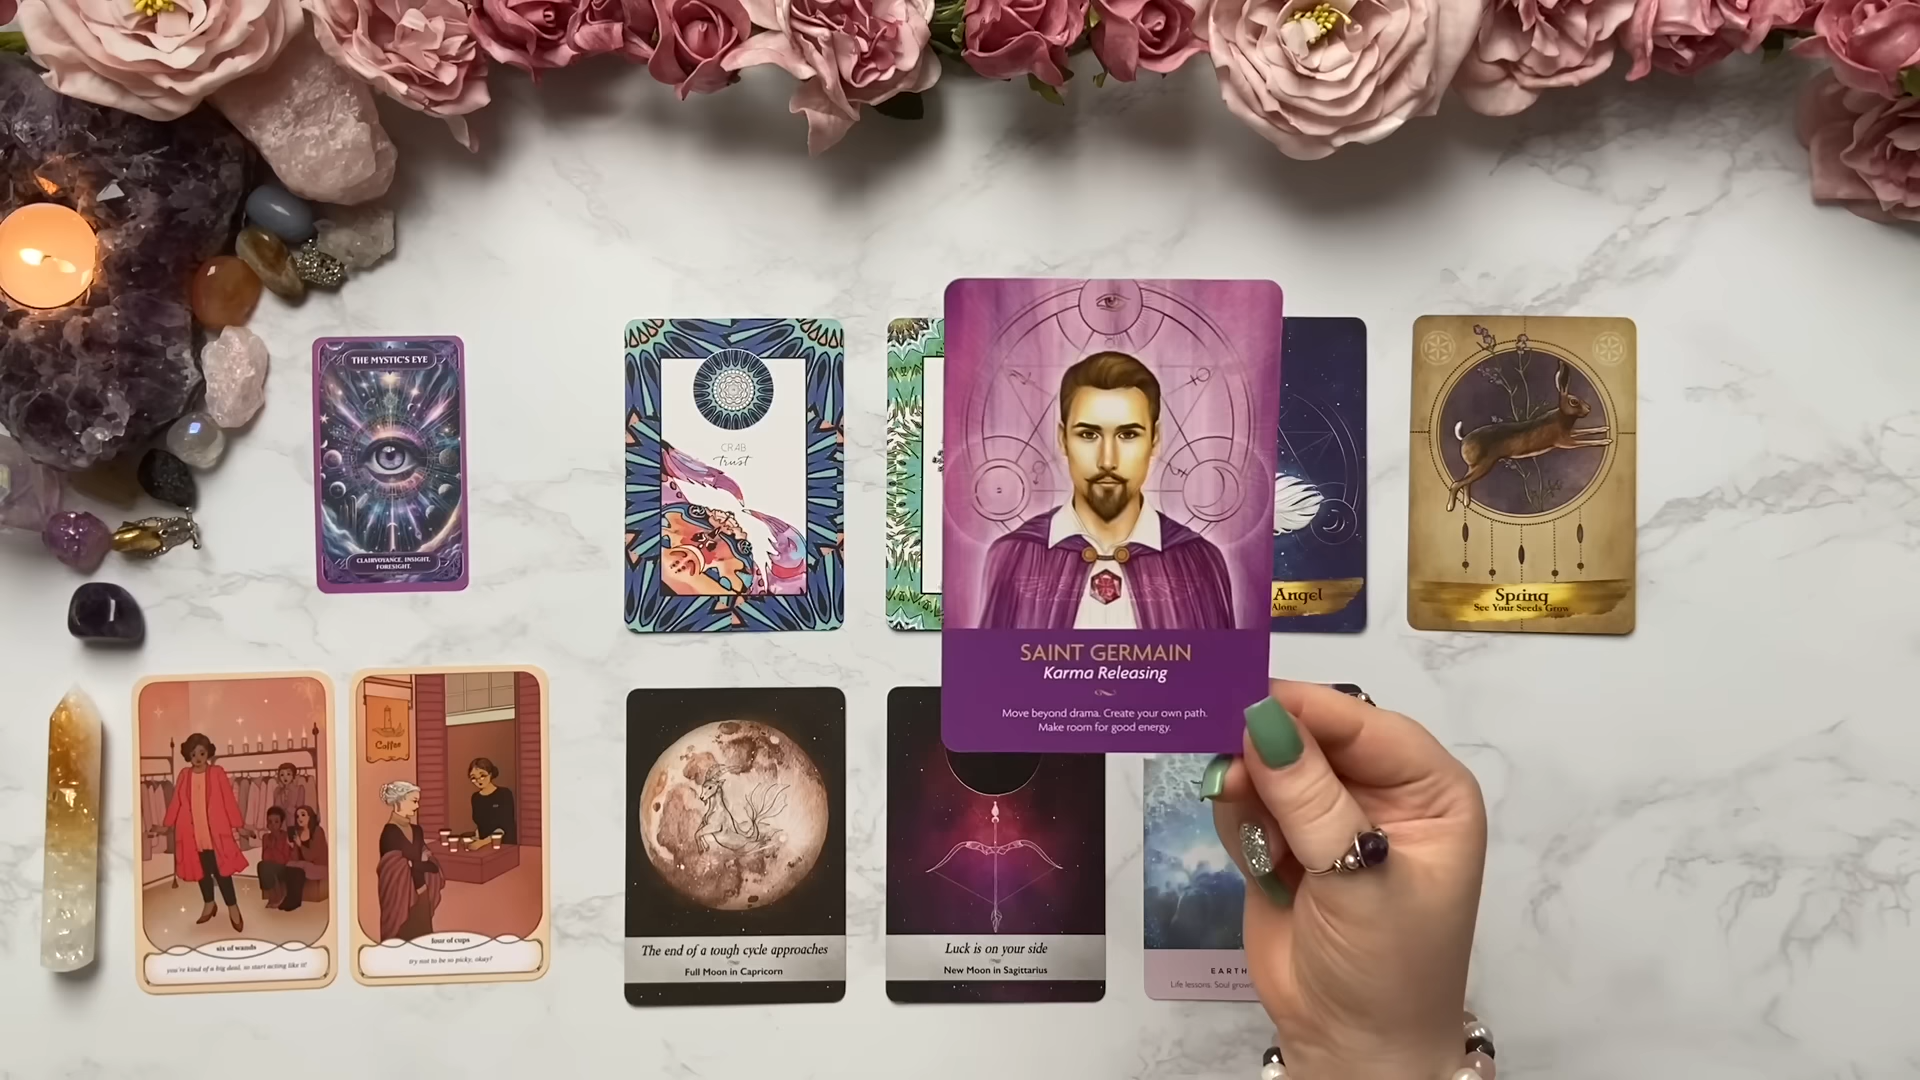 THE MYSTIC'S EYE
CLAIRVOYANCE, INSIGHT,
FORESIGHT.
CRAB
trust
SAINT GERMAIN
Karma Releasing
Move beyond drama. Create your own path.
Make room for good energy.
Angel
Alone
Spring
See Your Seeds Grow
six of wands
you're kind of a big deal, so start acting like it!
Coffee
four of cups
try not to be so picky, okay?
The end of a tough cycle approaches
Full Moon in Capricorn
Luck is on your side
New Moon in Sagittarius
EARTH
Life lessons. Soul